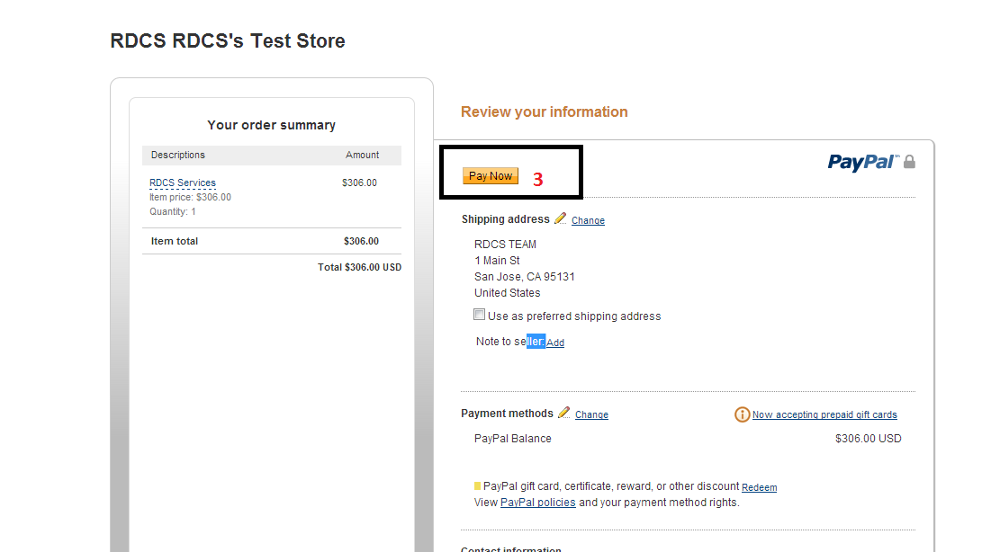 RDCS RDCS's Test Store
Your order summary
Descriptions Amount
RDCS Services $306.00
Item price: $306.00
Quantity: 1
Item total $306.00
Total $306.00 USD
Review your information
Pay Now 3
PayPal™
Shipping address Change
RDCS TEAM
1 Main St
San Jose, CA 95131
United States
Use as preferred shipping address
Note to seller: Add
Payment methods Change
Now accepting prepaid gift cards
PayPal Balance $306.00 USD
PayPal gift card, certificate, reward, or other discount Redeem
View PayPal policies and your payment method rights.
Contact information